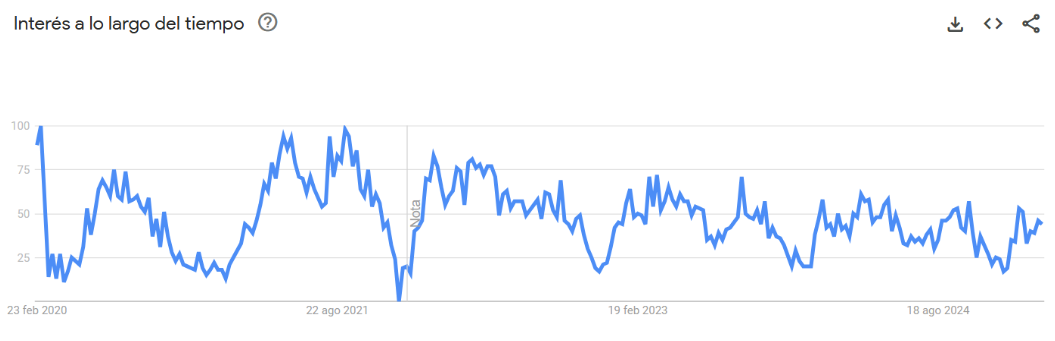 Interés a lo largo del tiempo
100
75
50
25
Nota
23 feb 2020
22 ago 2021
19 feb 2023
18 ago 2024